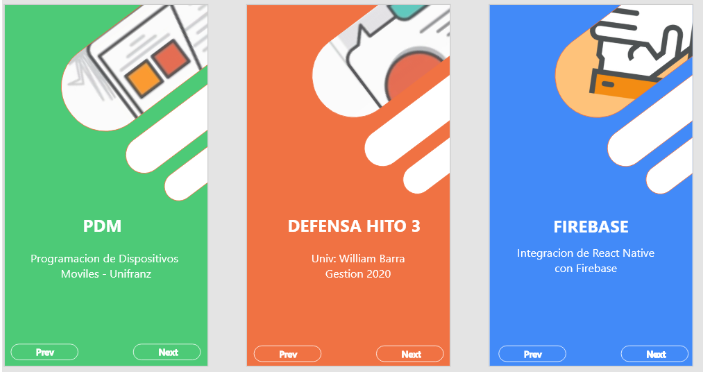 PDM
Programacion de Dispositivos
Moviles - Unifranz
Prev
Next
DEFENSA HITO 3
Univ: William Barra
Gestion 2020
Prev
Next
FIREBASE
Integracion de React Native
con Firebase
Prev
Next